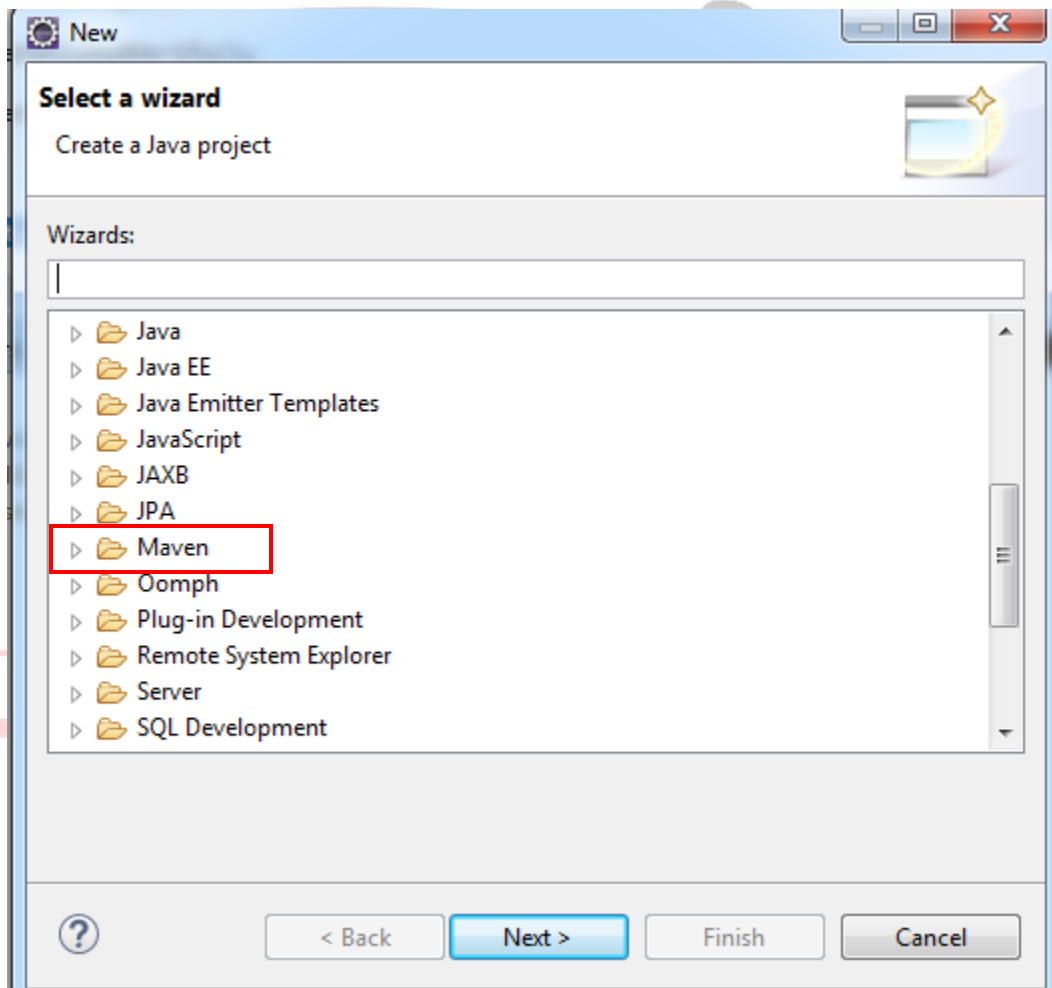 New
Select a wizard
Create a Java project
Wizards:
Java
Java EE
Java Emitter Templates
JavaScript
JAXB
JPA
Maven
Oomph
Plug-in Development
Remote System Explorer
Server
SQL Development
? < Back Next > Finish Cancel